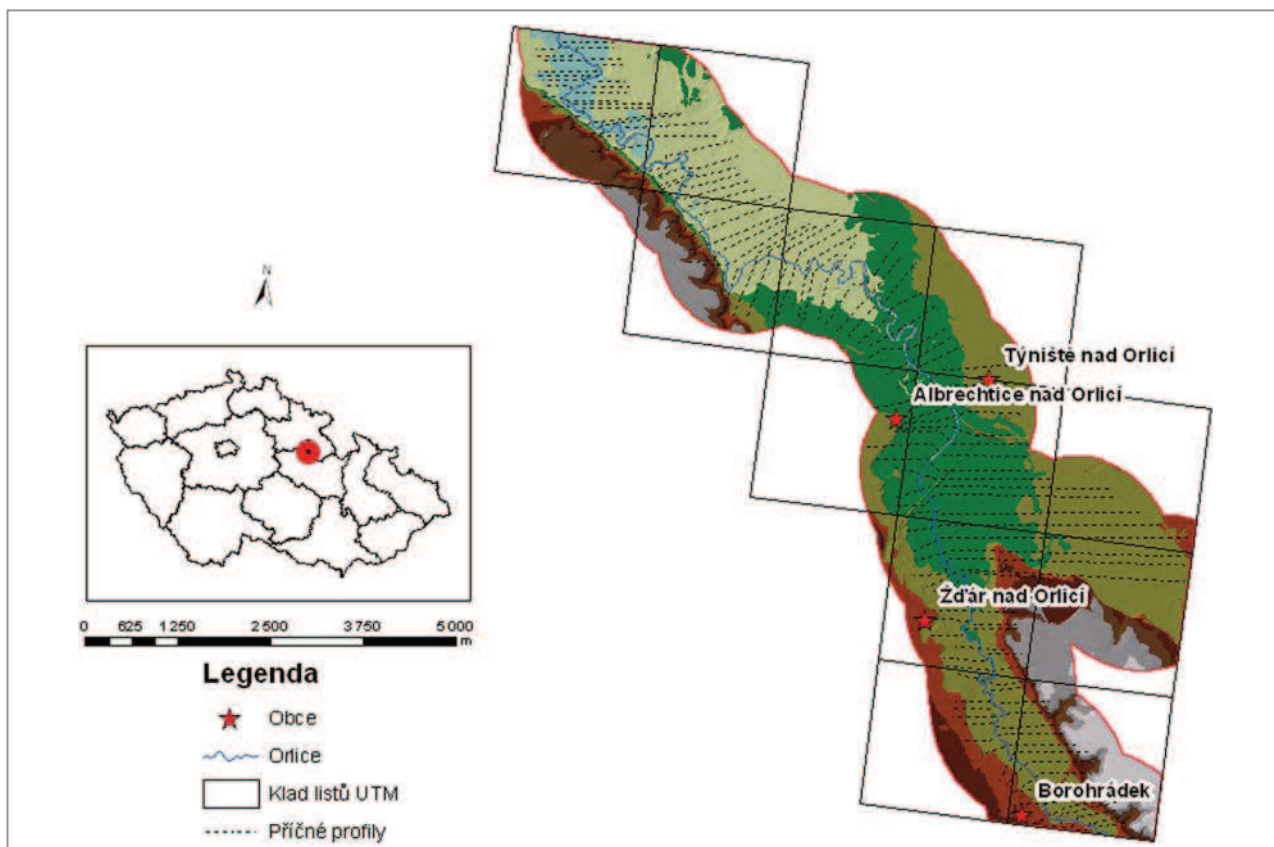 N
Týniště nad Orlicí
Albrechtice nad Orlicí
Žďár nad Orlicí
Borohrádek
0 625 1 250 2 500 3 750 5 000
m
Legenda
Obce
Orlice
Klad listů UTM
Příčné profily